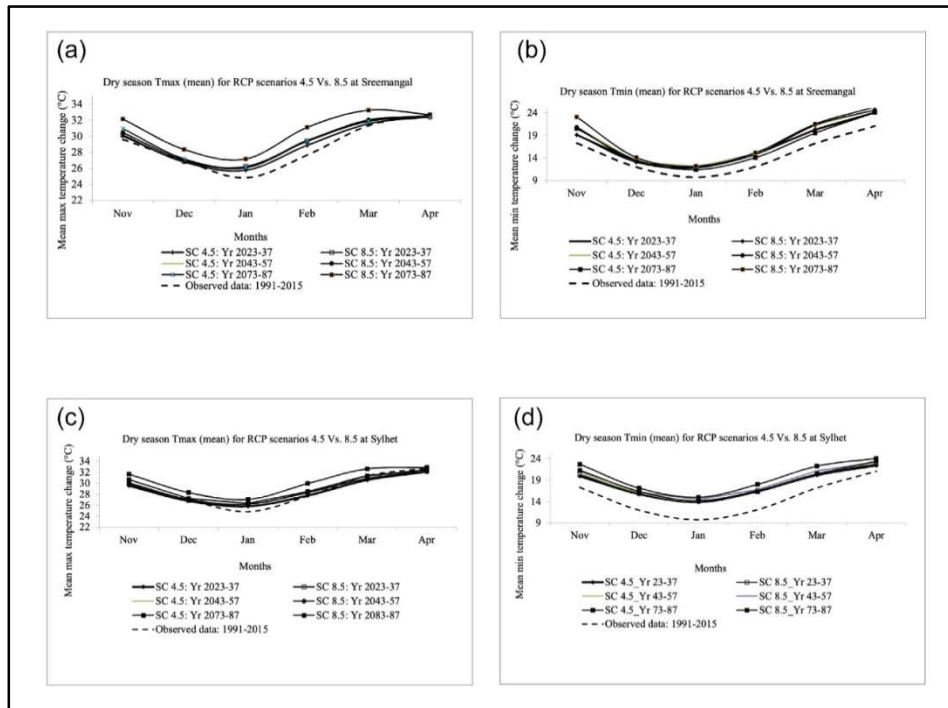 (a)
Dry season Tmax (mean) for RCP scenarios 4.5 Vs. 8.5 at Sreemangal
Mean max temperature change (°C)
34
32
30
28
26
24
22
Nov Dec Jan Feb Mar Apr
Months
SC 4.5: Yr 2023-37 SC 8.5: Yr 2023-37
SC 4.5: Yr 2043-57 SC 8.5: Yr 2043-57
SC 4.5: Yr 2073-87 SC 8.5: Yr 2073-87
Observed data: 1991-2015
(b)
Dry season Tmin (mean) for RCP scenarios 4.5 Vs. 8.5 at Sreemangal
Mean min temperature change (°C)
24
19
14
9
Nov Dec Jan Feb Mar Apr
Months
SC 4.5: Yr 2023-37 SC 8.5: Yr 2023-37
SC 4.5: Yr 2043-57 SC 8.5: Yr 2043-57
SC 4.5: Yr 2073-87 SC 8.5: Yr 2073-87
Observed data: 1991-2015
(c)
Dry season Tmax (mean) for RCP scenarios 4.5 Vs. 8.5 at Sylhet
Mean max temperature change (°C)
34
32
30
28
26
24
22
Nov Dec Jan Feb Mar Apr
Months
SC 4.5: Yr 2023-37 SC 8.5: Yr 2023-37
SC 4.5: Yr 2043-57 SC 8.5: Yr 2043-57
SC 4.5: Yr 2073-87 SC 8.5: Yr 2083-87
Observed data: 1991-2015
(d)
Dry season Tmin (mean) for RCP scenarios 4.5 Vs. 8.5 at Sylhet
Mean min temperature change (°C)
24
19
14
9
Nov Dec Jan Feb Mar Apr
Months
SC 4.5_Yr 23-37 SC 8.5_Yr 23-37
SC 4.5_Yr 43-57 SC 8.5_Yr 43-57
SC 4.5_Yr 73-87 SC 8.5_Yr 73-87
Observed data: 1991-2015